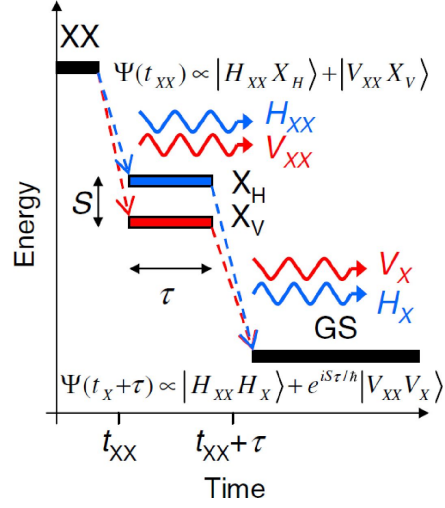 XX
Ψ(t_XX) ∝ |H_XX X_H⟩ + |V_XX X_V⟩
H_XX
V_XX
X_H
S
X_V
τ
V_X
H_X
GS
Ψ(t_X+τ) ∝ |H_XX H_X⟩ + e^{iSτ/ħ} |V_XX V_X⟩
t_XX
t_XX+τ
Energy
Time